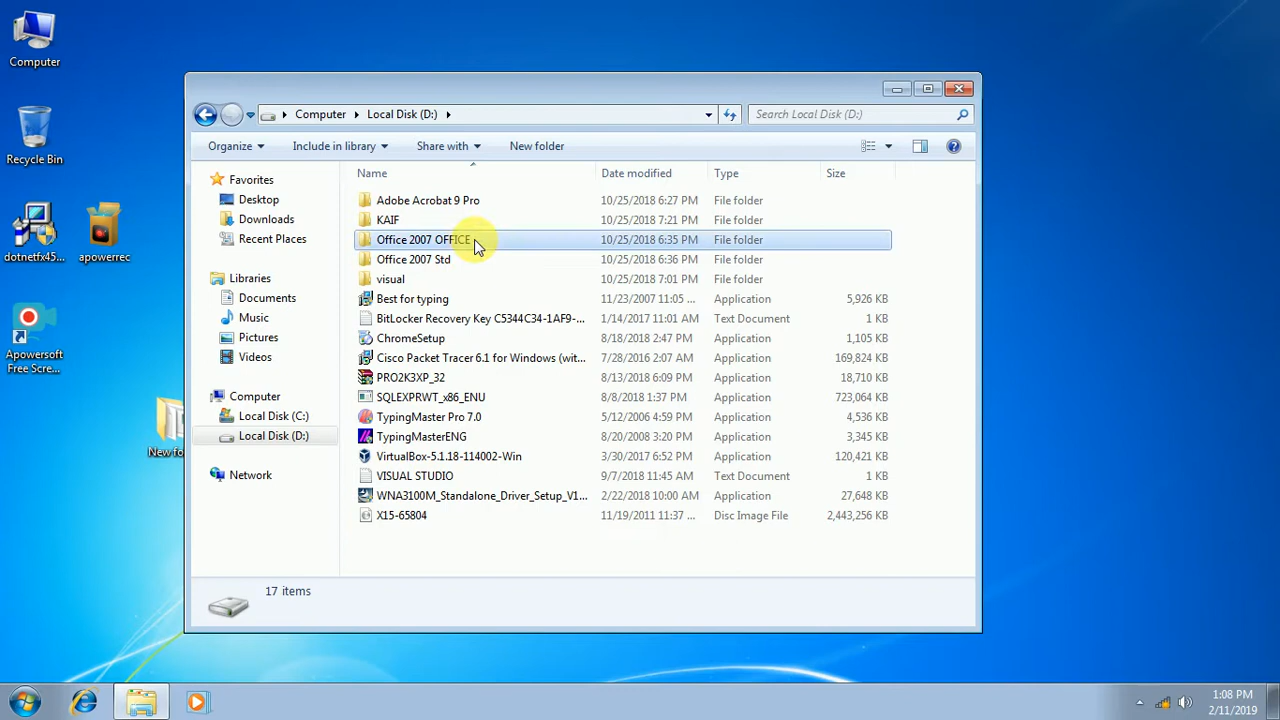 Computer
Recycle Bin
dotnetfx45...
apowerrec
Apowersoft
Free Scre...
Computer
Local Disk (D:)
Search Local Disk (D:)
Organize
Include in library
Share with
New folder
Favorites
Desktop
Downloads
Recent Places
Libraries
Documents
Music
Pictures
Videos
Computer
Local Disk (C:)
Local Disk (D:)
Network
Name Date modified Type Size
Adobe Acrobat 9 Pro 10/25/2018 6:27 PM File folder
KAIF 10/25/2018 7:21 PM File folder
Office 2007 OFFICE 10/25/2018 6:35 PM File folder
Office 2007 Std 10/25/2018 6:36 PM File folder
visual 10/25/2018 7:01 PM File folder
Best for typing 11/23/2007 11:05 ... Application 5,926 KB
BitLocker Recovery Key C5344C34-1AF9-... 1/14/2017 11:01 AM Text Document 1 KB
ChromeSetup 8/18/2018 2:47 PM Application 1,105 KB
Cisco Packet Tracer 6.1 for Windows (wit... 7/28/2016 2:07 AM Application 169,824 KB
PRO2K3XP_32 8/13/2018 6:09 PM Application 18,710 KB
SQLEXPRWT_x86_ENU 8/8/2018 1:37 PM Application 723,064 KB
TypingMaster Pro 7.0 5/12/2006 4:59 PM Application 4,536 KB
TypingMasterENG 8/20/2008 3:20 PM Application 3,345 KB
VirtualBox-5.1.18-114002-Win 3/30/2017 6:52 PM Application 120,421 KB
VISUAL STUDIO 9/7/2018 11:45 AM Text Document 1 KB
WNA3100M_Standalone_Driver_Setup_V1... 2/22/2018 10:00 AM Application 27,648 KB
X15-65804 11/19/2011 11:37 ... Disc Image File 2,443,256 KB
New fo
17 items
1:08 PM
2/11/2019